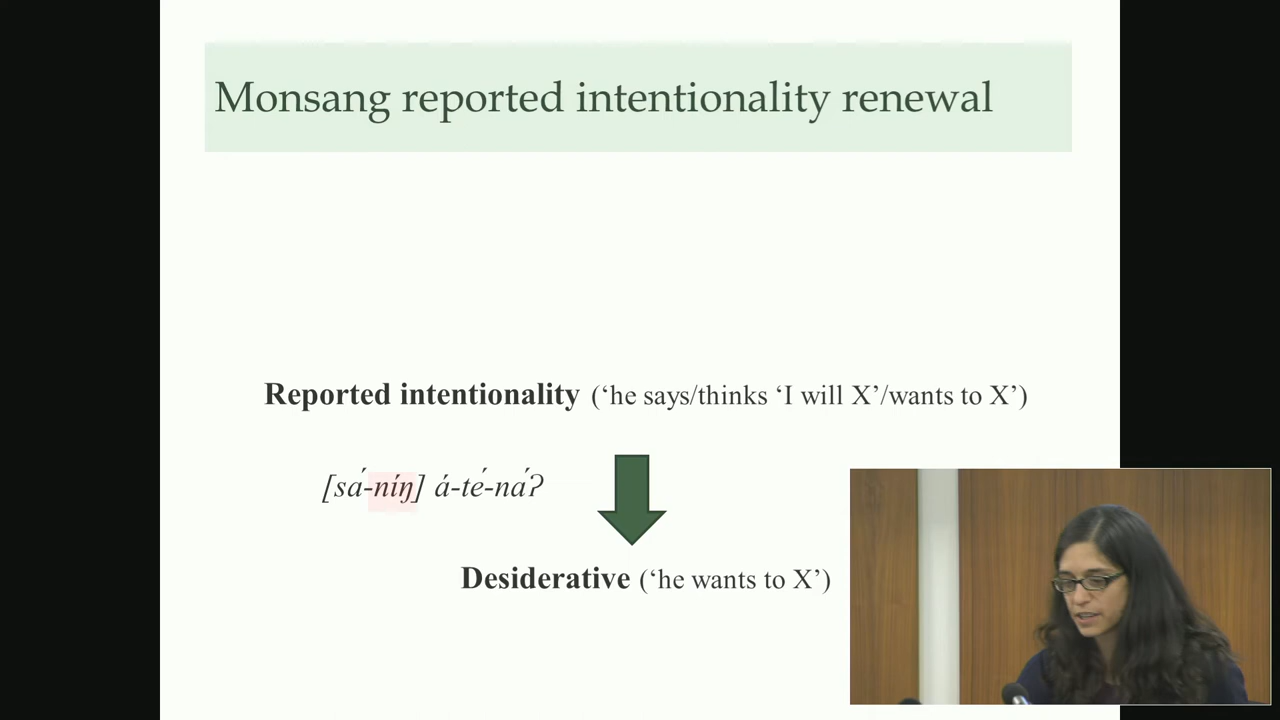 Monsang reported intentionality renewal
Reported intentionality (‘he says/thinks ‘I will X’/wants to X’)
[sá-níŋ] á-té-náʔ
Desiderative (‘he wants to X’)